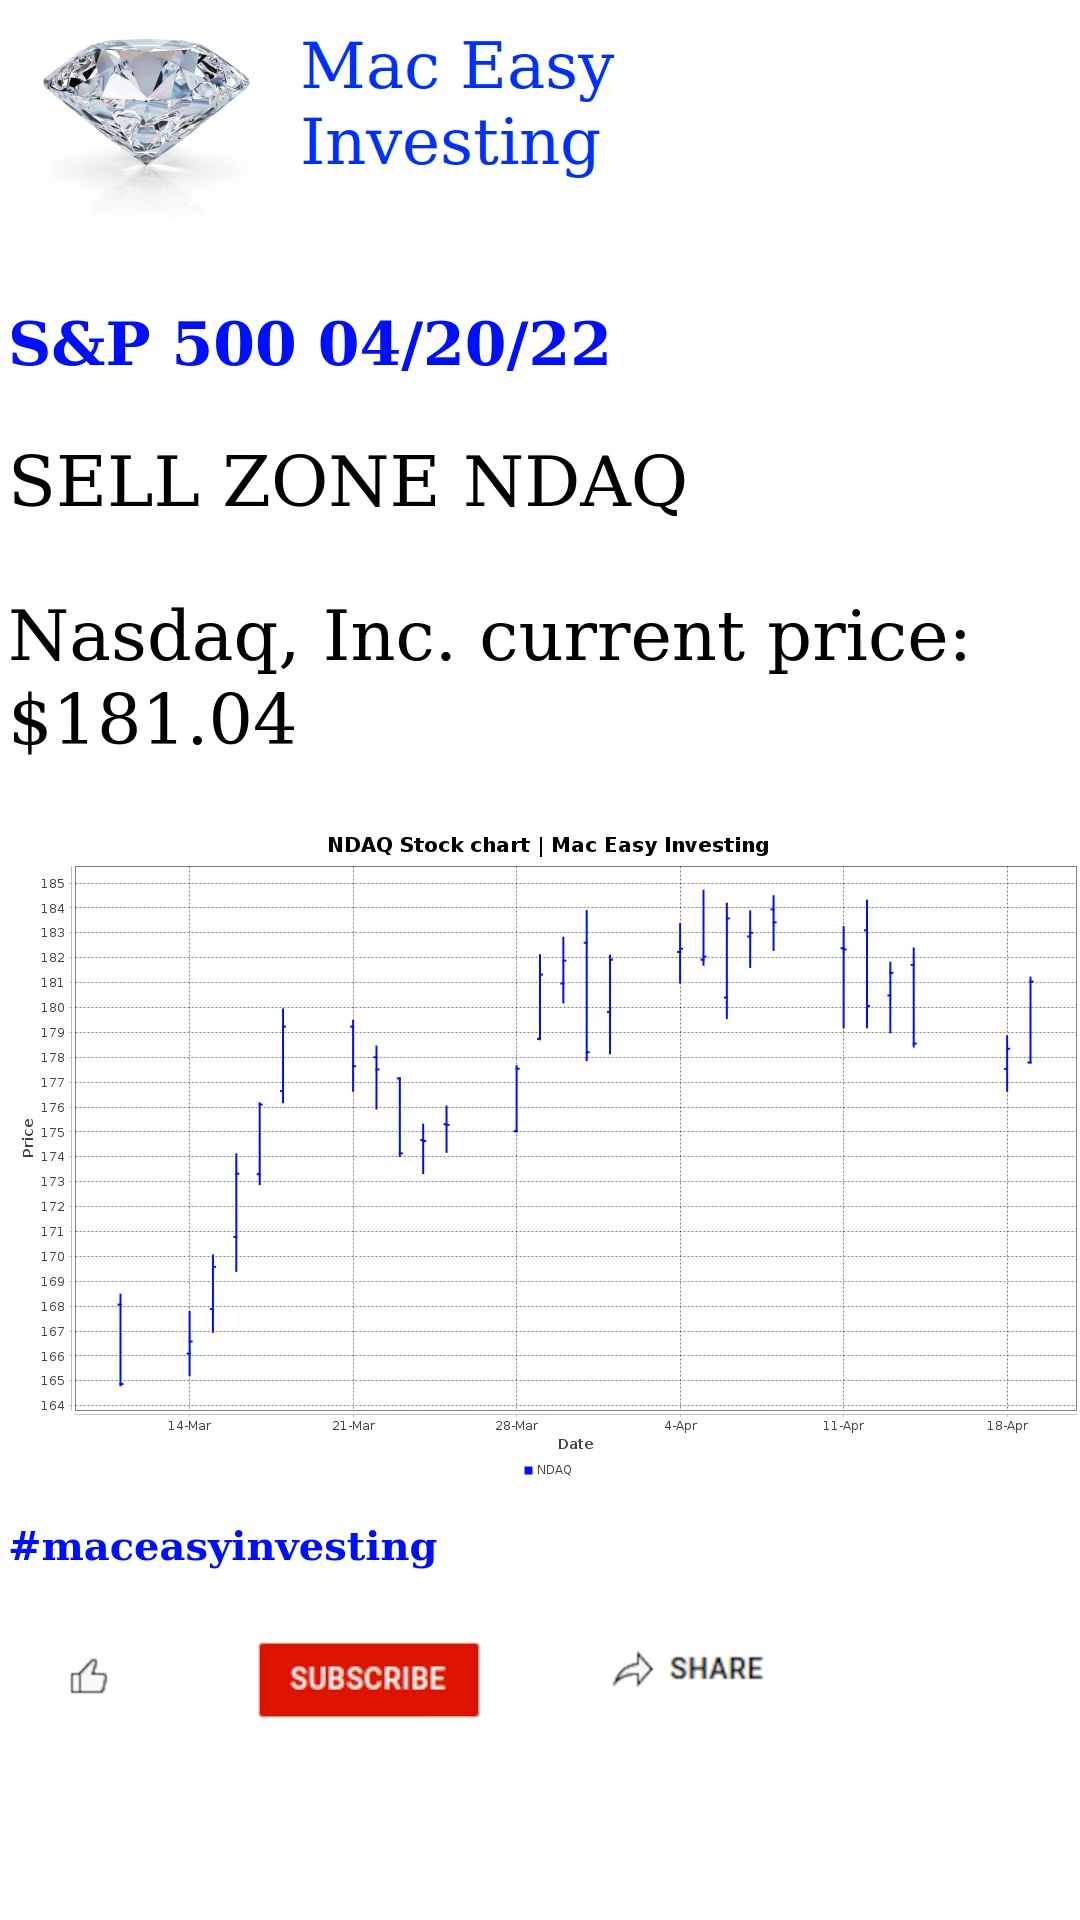 Mac Easy
Investing
S&P 500 04/20/22
SELL ZONE NDAQ
Nasdaq, Inc. current price:
$181.04
NDAQ Stock chart | Mac Easy Investing
185
184
183
182
181
180
179
178
177
176
175
174
173
172
171
170
169
168
167
166
165
164
Price
14-Mar 21-Mar 28-Mar 4-Apr 11-Apr 18-Apr
Date
NDAQ
#maceasyinvesting
SUBSCRIBE
SHARE